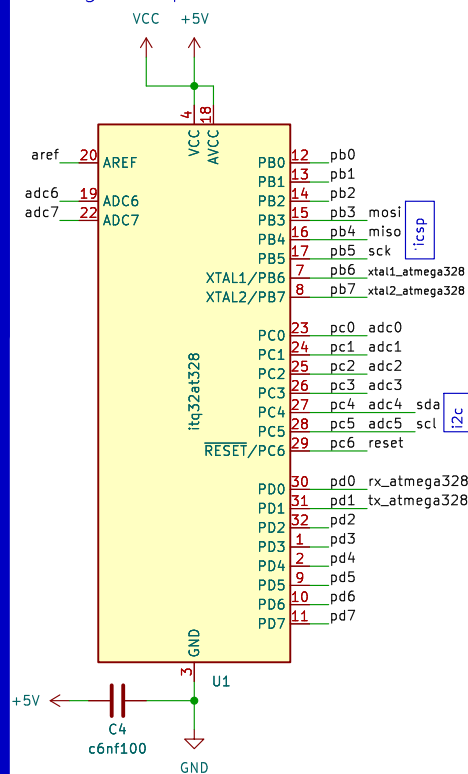 VCC +5V
4 18
VCC AVCC
aref 20 AREF PB0 12 pb0
PB1 13 pb1
adc6 19 ADC6 PB2 14 pb2
adc7 22 ADC7 PB3 15 pb3 mosi
PB4 16 pb4 miso
icsp
PB5 17 pb5 sck
XTAL1/PB6 7 pb6 xtal1_atmega328
XTAL2/PB7 8 pb7 xtal2_atmega328
PC0 23 pc0 adc0
PC1 24 pc1 adc1
PC2 25 pc2 adc2
PC3 26 pc3 adc3
itq32at328
PC4 27 pc4 adc4 sda
PC5 28 pc5 adc5 scl
i2c
RESET/PC6 29 pc6 reset
PD0 30 pd0 rx_atmega328
PD1 31 pd1 tx_atmega328
PD2 32 pd2
PD3 1 pd3
PD4 2 pd4
PD5 9 pd5
PD6 10 pd6
PD7 11 pd7
GND
3
U1
+5V
C4
c6nf100
GND